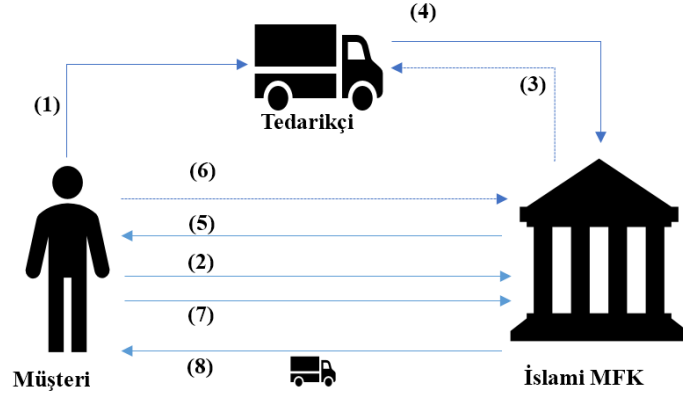 (4)
(1)
(3)
Tedarikçi
(6)
(5)
(2)
(7)
(8)
Müşteri
İslami MFK